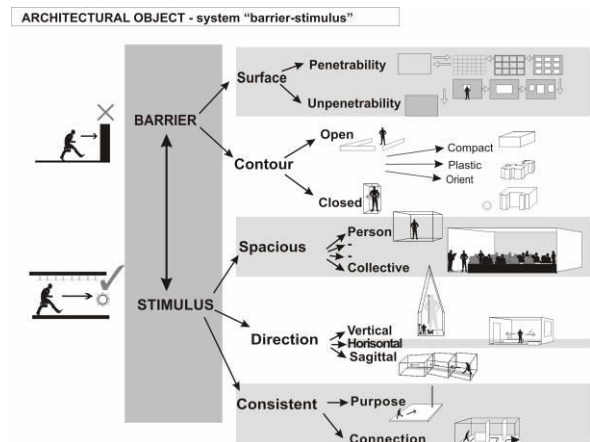 ARCHITECTURAL OBJECT - system “barrier-stimulus”
Surface
Penetrability
Unpenetrability
BARRIER
Contour
Open
Closed
Compact
Plastic
Orient
Spacious
Person
-
-
Collective
STIMULUS
Direction
Vertical
Horisontal
Sagittal
Consistent
Purpose
Connection